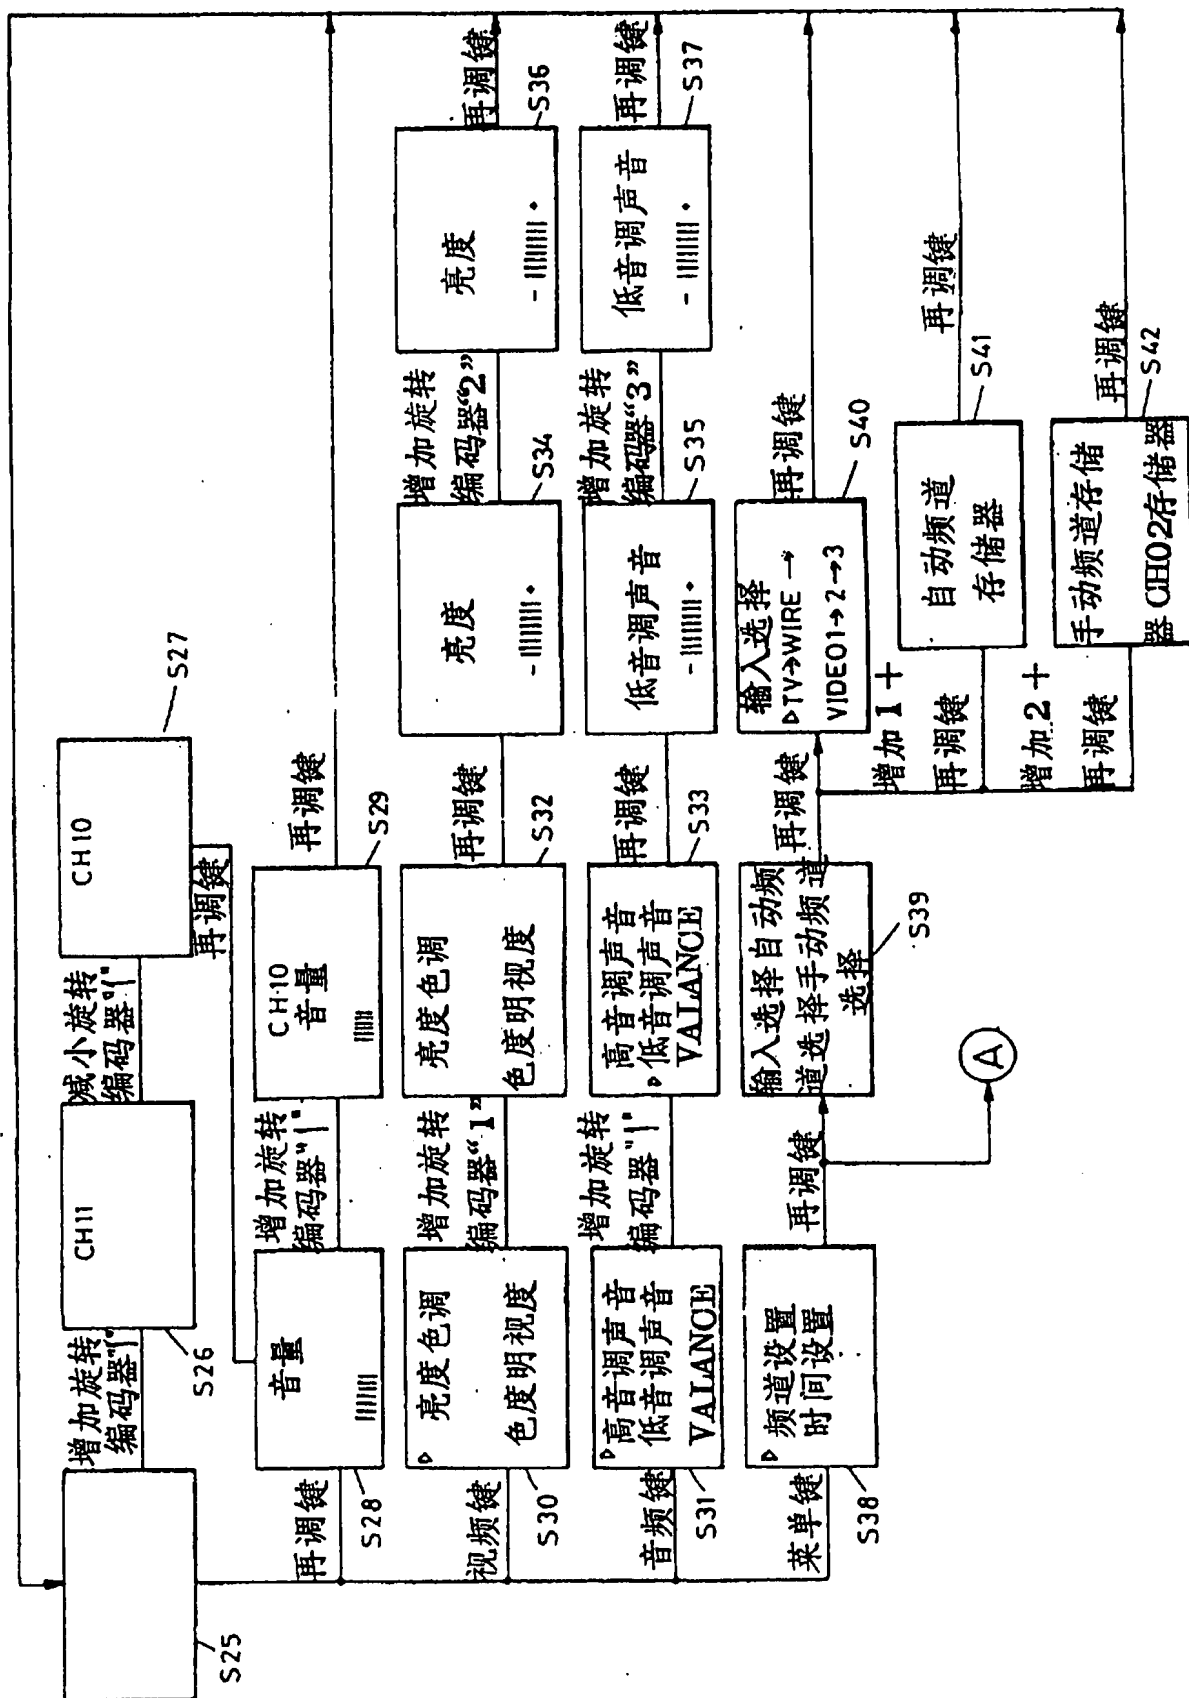 增加旋转
编码器"1"
减小旋转
编码器"1"
CH11
CH10
S25
S26
S27
再调键
再调键
音量
S28
增加旋转
编码器"1"
CH10
音量
S29
再调键
视频键
亮度色调
色度明视度
S30
增加旋转
编码器“1”
亮度色调
色度明视度
S32
再调键
亮度
- +
S34
增加旋转
编码器“2”
亮度
- +
S36
再调键
音频键
高音调声音
低音调声音
VALANCE
S31
增加旋转
编码器"1"
高音调声音
低音调声音
VALANCE
S33
再调键
低音调声音
- +
S35
增加旋转
编码器“3”
低音调声音
- +
S37
再调键
菜单键
频道设置
时间设置
S38
再调键
A
输入选择自动频
道选择手动频道
选择
S39
再调键
输入选择
▷TV→WIRE→
VIDEO1→2→3
S40
再调键
增加1+
再调键
自动频道
存储器
S41
再调键
增加2+
再调键
手动频道存储
器CH02存储器
S42
再调键